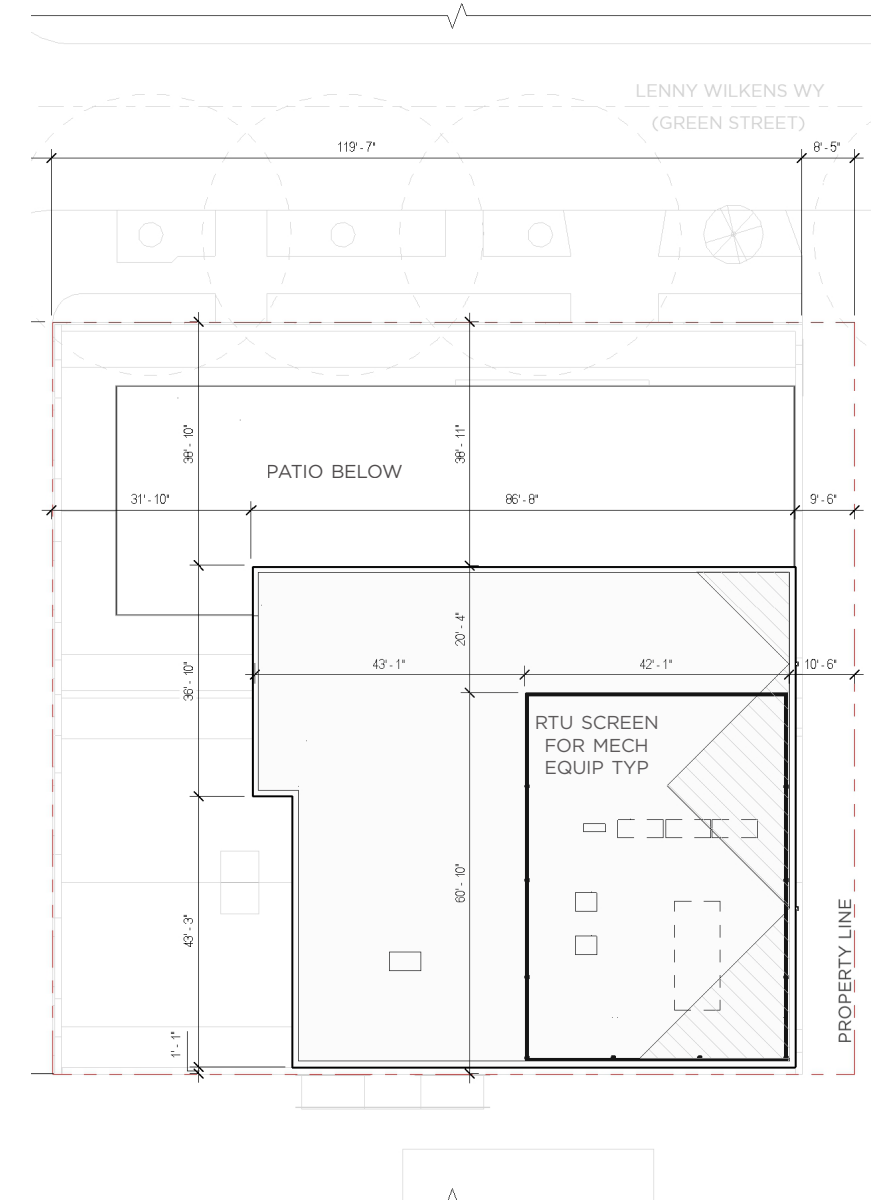 LENNY WILKENS WY
(GREEN STREET)
119' - 7"
8' - 5"
38' - 10"
38' - 11"
PATIO BELOW
31' - 10"
86' - 8"
9' - 6"
20' - 4"
36' - 10"
43' - 1"
42' - 1"
10' - 6"
RTU SCREEN
FOR MECH
EQUIP TYP
60' - 10"
43' - 3"
PROPERTY LINE
1' - 1"